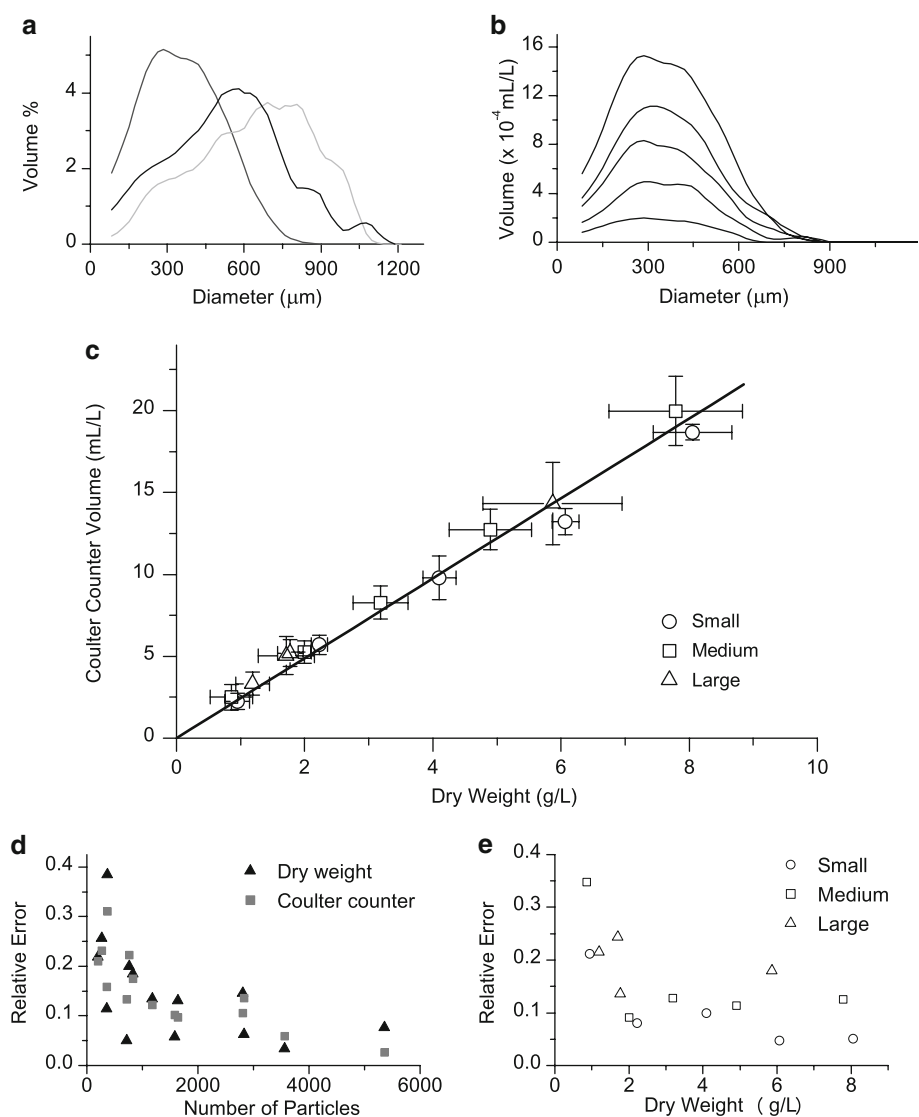 a
b
4
2
0
Volume %
0 300 600 900 1200
Diameter (μm)
16
12
8
4
0
Volume (x 10⁻⁴mL/L)
0 300 600 900
Diameter (μm)
c
20
15
10
5
0
Coulter Counter Volume (mL/L)
Small
Medium
Large
0 2 4 6 8 10
Dry Weight (g/L)
d
0.4
0.3
0.2
0.1
0.0
Relative Error
Dry weight
Coulter counter
0 2000 4000 6000
Number of Particles
e
0.4
0.3
0.2
0.1
0.0
Relative Error
Small
Medium
Large
0 2 4 6 8
Dry Weight ( g/L)